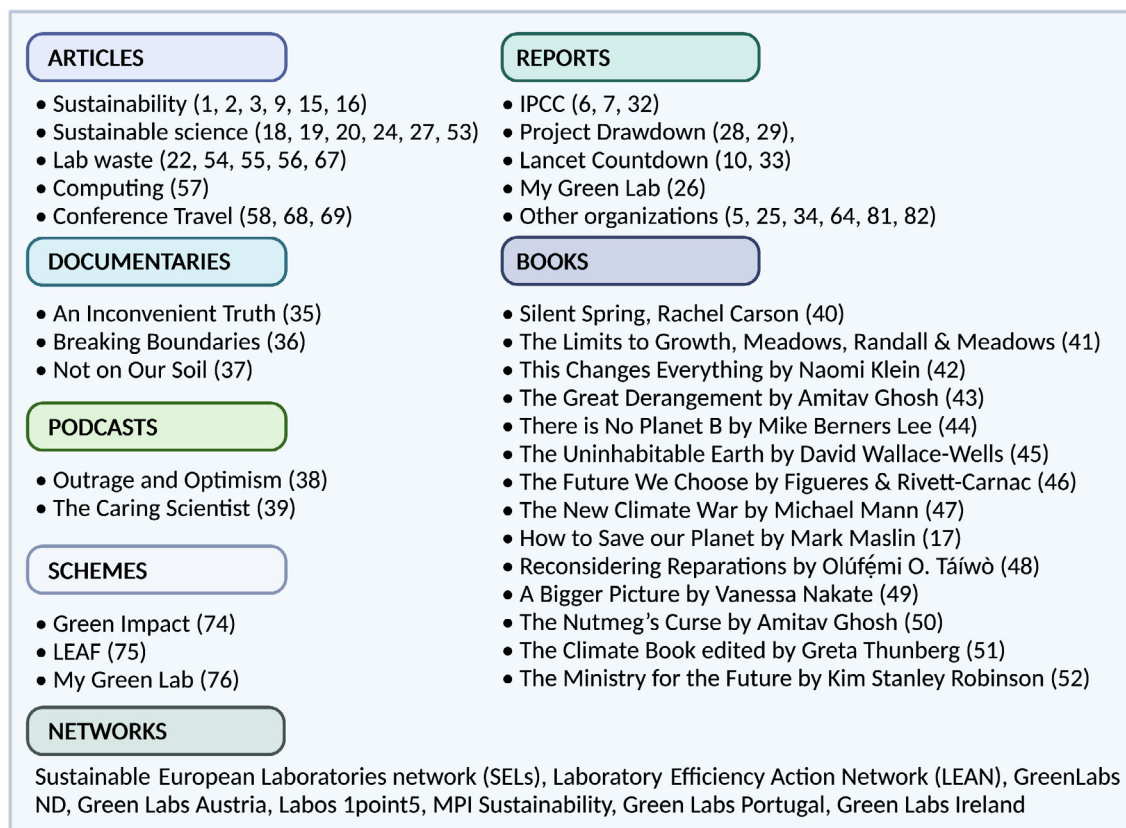 ARTICLES
• Sustainability (1, 2, 3, 9, 15, 16)
• Sustainable science (18, 19, 20, 24, 27, 53)
• Lab waste (22, 54, 55, 56, 67)
• Computing (57)
• Conference Travel (58, 68, 69)
DOCUMENTARIES
• An Inconvenient Truth (35)
• Breaking Boundaries (36)
• Not on Our Soil (37)
PODCASTS
• Outrage and Optimism (38)
• The Caring Scientist (39)
SCHEMES
• Green Impact (74)
• LEAF (75)
• My Green Lab (76)
REPORTS
• IPCC (6, 7, 32)
• Project Drawdown (28, 29),
• Lancet Countdown (10, 33)
• My Green Lab (26)
• Other organizations (5, 25, 34, 64, 81, 82)
BOOKS
• Silent Spring, Rachel Carson (40)
• The Limits to Growth, Meadows, Randall & Meadows (41)
• This Changes Everything by Naomi Klein (42)
• The Great Derangement by Amitav Ghosh (43)
• There is No Planet B by Mike Berners Lee (44)
• The Uninhabitable Earth by David Wallace-Wells (45)
• The Future We Choose by Figueres & Rivett-Carnac (46)
• The New Climate War by Michael Mann (47)
• How to Save our Planet by Mark Maslin (17)
• Reconsidering Reparations by Olúfẹ́mi O. Táíwò (48)
• A Bigger Picture by Vanessa Nakate (49)
• The Nutmeg’s Curse by Amitav Ghosh (50)
• The Climate Book edited by Greta Thunberg (51)
• The Ministry for the Future by Kim Stanley Robinson (52)
NETWORKS
Sustainable European Laboratories network (SELs), Laboratory Efficiency Action Network (LEAN), GreenLabs
ND, Green Labs Austria, Labos 1point5, MPI Sustainability, Green Labs Portugal, Green Labs Ireland